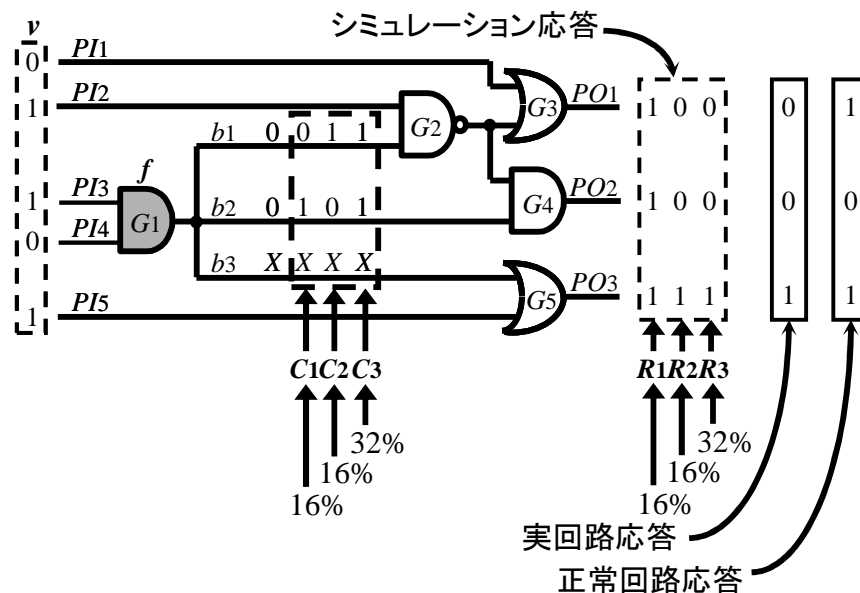 シミュレーション応答
v
0 PI1
1 PI2
1 PI3
0 PI4
1 PI5
f
G1
G2
G3
G4
G5
b1 0 0 1 1
b2 0 1 0 1
b3 X X X X
PO1 1 0 0 0 1
PO2 1 0 0 0 0
PO3 1 1 1 1 1
C1 C2 C3
R1 R2 R3
32%
16%
16%
32%
16%
16%
実回路応答
正常回路応答